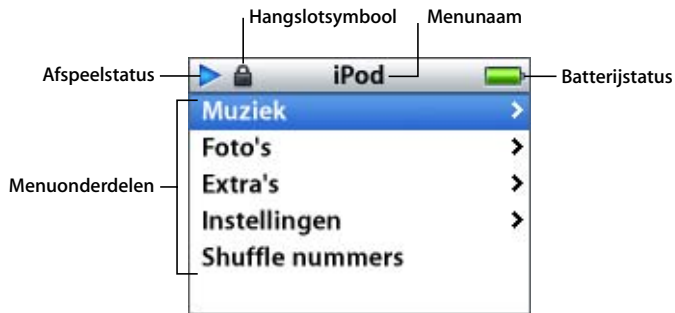 Hangslotsymbool Menunaam
Afspeelstatus iPod Batterijstatus
Muziek
Foto's
Menuonderdelen Extra's
Instellingen
Shuffle nummers